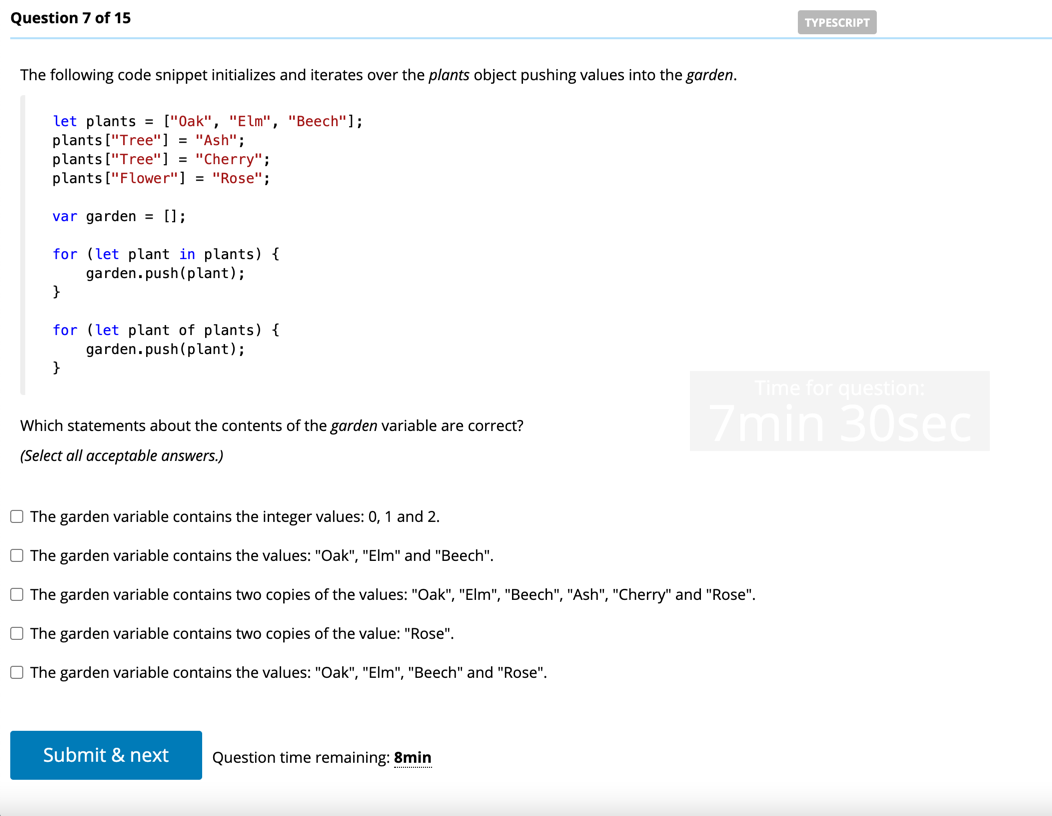 Question 7 of 15
TYPESCRIPT
The following code snippet initializes and iterates over the plants object pushing values into the garden.
let plants = ["Oak", "Elm", "Beech"];
plants["Tree"] = "Ash";
plants["Tree"] = "Cherry";
plants["Flower"] = "Rose";
var garden = [];
for (let plant in plants) {
    garden.push(plant);
}
for (let plant of plants) {
    garden.push(plant);
}
Time for question:
7min 30sec
Which statements about the contents of the garden variable are correct?
(Select all acceptable answers.)
The garden variable contains the integer values: 0, 1 and 2.
The garden variable contains the values: "Oak", "Elm" and "Beech".
The garden variable contains two copies of the values: "Oak", "Elm", "Beech", "Ash", "Cherry" and "Rose".
The garden variable contains two copies of the value: "Rose".
The garden variable contains the values: "Oak", "Elm", "Beech" and "Rose".
Submit & next
Question time remaining: 8min